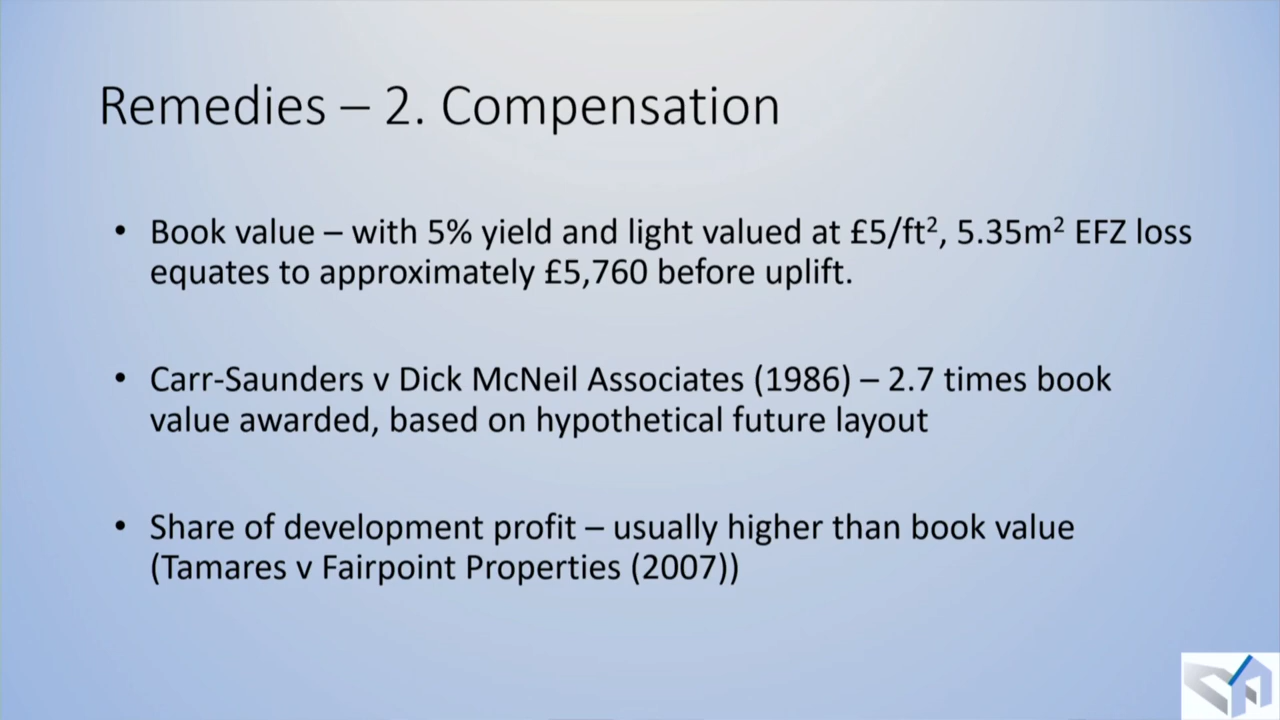 Remedies – 2. Compensation
• Book value – with 5% yield and light valued at £5/ft², 5.35m² EFZ loss
equates to approximately £5,760 before uplift.
• Carr-Saunders v Dick McNeil Associates (1986) – 2.7 times book
value awarded, based on hypothetical future layout
• Share of development profit – usually higher than book value
(Tamares v Fairpoint Properties (2007))